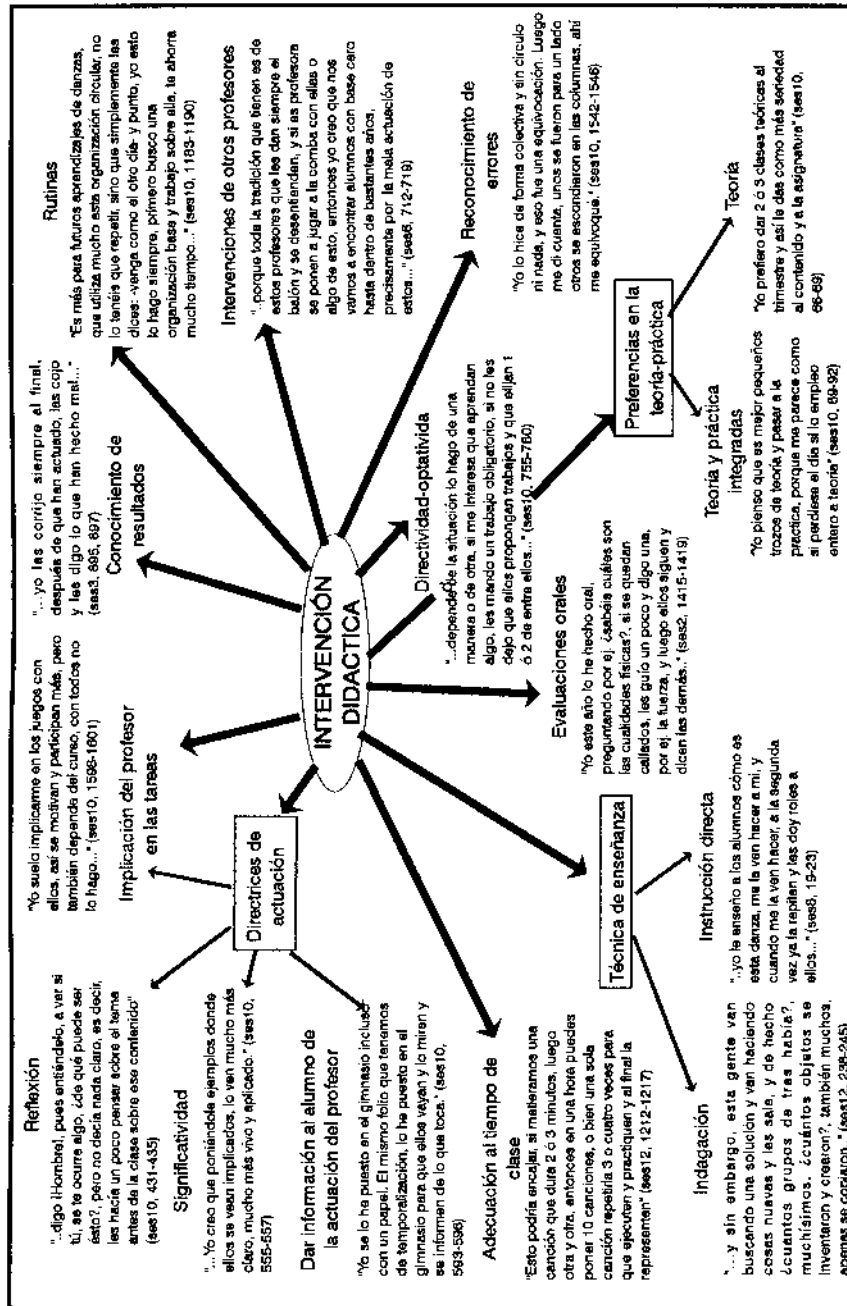 Reflexión
"..digo ¡Hombre!, pues entiéndelo, a ver si
tú, se te ocurre algo, ¿de qué puede ser
ésto?, pero no decía nada claro, es decir,
les hacía un poco pensar sobre el tema
antes de la clase sobre ese contenido"
(ses10, 431-435)
Significatividad
"...Yo creo que poniéndole ejemplos donde
ellos se vean implicados, lo ven mucho más
claro, mucho más vivo y aplicado." (ses10,
555-557)
Dar información al alumno de
la actuación del profesor
"Yo se lo he puesto en el gimnasio incluso
con un papel. El mismo folio que tenemos
de temporalización, lo he puesto en el
gimnasio para que ellos vayan y lo miren y
se informen de lo que toca." (ses10,
593-596)
Adecuación al tiempo de
clase
"Esto podría encajar, si metieramos una
canción que dura 2 ó 3 minutos, luego
otra y otra, entonces en una hora puedes
poner 10 canciones, o bien una sola
canción repetirla 3 o cuatro veces para
que ejecuten y practiquen y al final la
representen" (ses12, 1212-1217)
Indagación
"...y sin embargo, esta gente van
buscando una solución y van haciendo
cosas nuevas y las sale, y de hecho
¿cuantos grupos de tres había?,
muchísimos. ¿cuántos objetos se
inventaron y crearon?, también muchos,
apenas se copiaron.." (ses12, 238-245)
"Yo suelo implicarme en los juegos con
ellos, así se motivan y participan más, pero
también depende del curso, con todos no
lo hago..." (ses10, 1598-1601)
Implicación del profesor
en las tareas
Directrices de
actuación
INTERVENCIÓN
DIDACTICA
Técnica de enseñanza
Instrucción directa
"..yo le enseño a los alumnos cómo es
esta danza, me la ven hacer a mi, y
cuando me la ven hacer, a la segunda
vez ya la repiten y les doy roles a
ellos..." (ses8, 19-23)
"...yo las corrijo siempre al final,
después de que han actuado, las cojo
y les digo lo que han hecho mal..."
(ses3, 695, 697)
Conocimiento de
resultados
Evaluaciones orales
"Yo este año lo he hecho oral,
preguntando por ej. ¿sabéis cuáles son
las cualidades físicas?, si se quedan
callados, les guío un poco y digo una,
por ej. la fuerza, y luego ellos siguen y
dicen las demás.." (ses2, 1415-1419)
Rutinas
"Es más para futuros aprendizajes de danzas,
que utiliza mucho esta organización circular, no
lo tenéis que repetir, sino que simplemente les
dices: -venga como el otro día- y punto, yo esto
lo hago siempre, primero busco una
organización base y trabajo sobre ella, te ahorra
mucho tiempo..." (ses10, 1183-1190)
Intervenciones de otros profesores
"..porque toda la tradición que tienen es de
estos profesores que les dan siempre el
balón y se desentienden, y si es profesora
se ponen a jugar a la comba con ellas o
algo de esto, entonces yo creo que nos
vamos a encontrar alumnos con base cero
hasta dentro de bastantes años,
precisamente por la mala actuación de
estos..." (ses6, 712-719)
Directividad-optatividad
"...depende de la situación lo hago de una
manera o de otra, si me interesa que aprendan
algo, les mando un trabajo obligatorio, si no les
dejo que ellos propongan trabajos y que elijan 1
ó 2 de entre ellos..." (ses10, 755-760)
Reconocimiento de
errores
"Yo lo hice de forma colectiva y sin circulo
ni nada, y eso fue una equivocación. Luego
me di cuenta, unos se fueron para un lado
otros se escondieron en las columnas, ahí
me equivoqué." (ses10, 1542-1546)
Preferencias en la
teoría-práctica
Teoría y práctica
integradas
"Yo pienso que es mejor pequeños
trozos de teoría y pasar a la
práctica, porque me parece como
si perdiese el día si lo empleo
entero a teoría" (ses10, 89-92)
Teoría
"Yo prefiero dar 2 ó 3 clases teóricas al
trimestre y así le das como más seriedad
al contenido y a la asignatura" (ses10,
66-69)